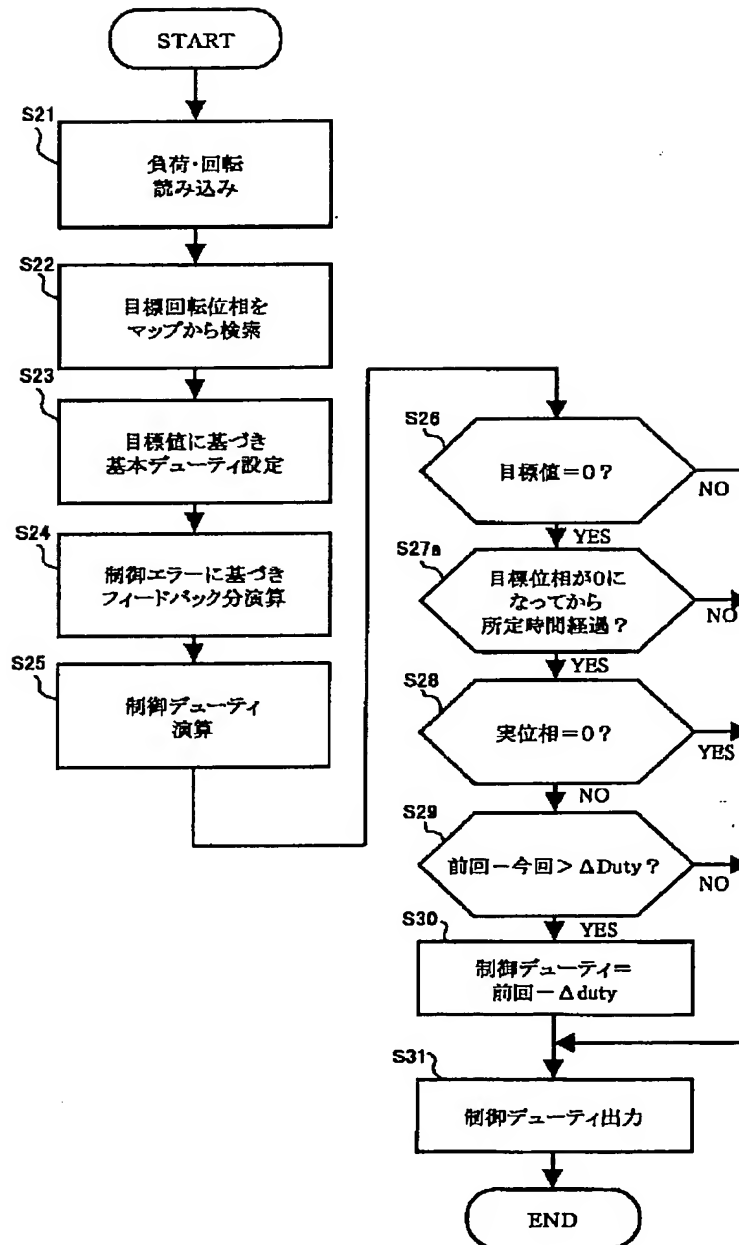 START
S21
負荷・回転
読み込み
S22
目標回転位相を
マップから検索
S23
目標値に基づき
基本デューティ設定
S24
制御エラーに基づき
フィードバック分演算
S25
制御デューティ
演算
S26
目標値=0?
NO
YES
S27a
目標位相が0に
なってから
所定時間経過?
NO
YES
S28
実位相=0?
YES
NO
S29
前回-今回>ΔDuty?
NO
YES
S30
制御デューティ=
前回-Δduty
S31
制御デューティ出力
END